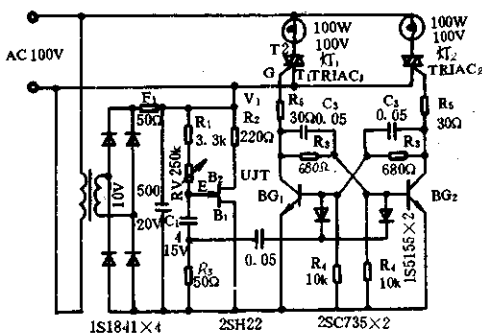 100W
100V
灯₁
100W
100V
灯₂
AC 100V
T2
G
T₁
TRIAC₁
TRIAC₂
50Ω
V₁
R₁
3.3k
R₂
220Ω
R₅
30Ω
C₃
0.05
C₃
0.05
R₅
30Ω
R₃
680Ω
R₃
680Ω
10V
500
20V
RV 250k
UJT
B₂
E
B₁
C₁
4
15V
BG₁
BG₂
0.05
R₃
50Ω
R₄
10k
R₄
10k
1S5155×2
1S1841×4
2SH22
2SC735×2